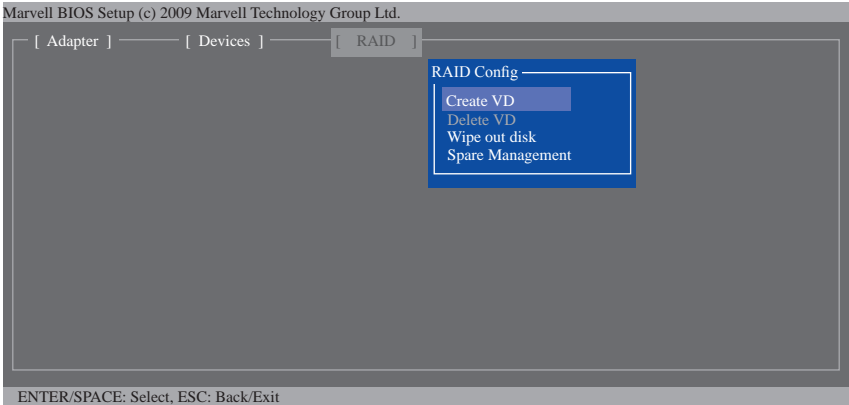 Marvell BIOS Setup (c) 2009 Marvell Technology Group Ltd.
[ Adapter ] [ Devices ] [ RAID ]
RAID Config
Create VD
Delete VD
Wipe out disk
Spare Management
ENTER/SPACE: Select, ESC: Back/Exit